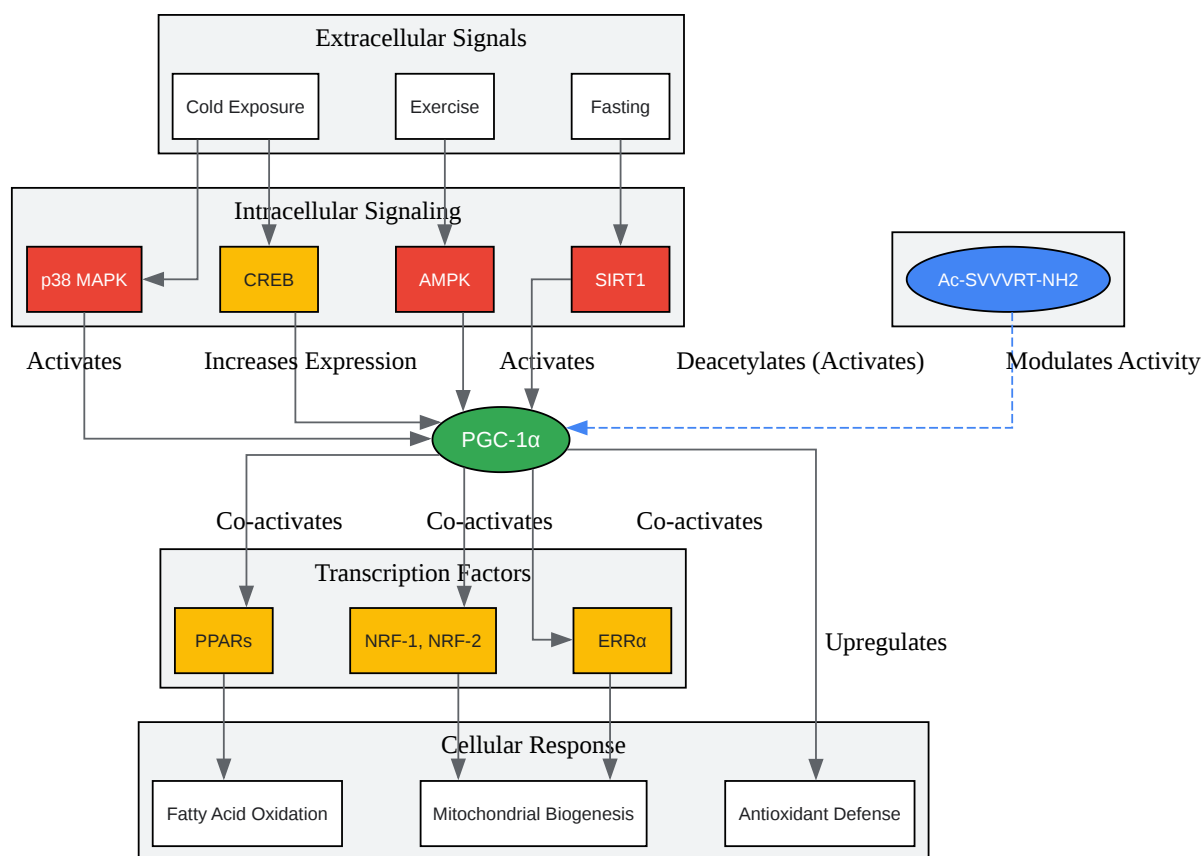 Extracellular Signals
Cold Exposure
Exercise
Fasting
Intracellular Signaling
p38 MAPK
CREB
AMPK
SIRT1
Ac-SVVVRT-NH2
Activates
Increases Expression
Activates
Deacetylates (Activates)
Modulates Activity
PGC-1α
Co-activates
Co-activates
Co-activates
Transcription Factors
PPARs
NRF-1, NRF-2
ERRα
Upregulates
Cellular Response
Fatty Acid Oxidation
Mitochondrial Biogenesis
Antioxidant Defense